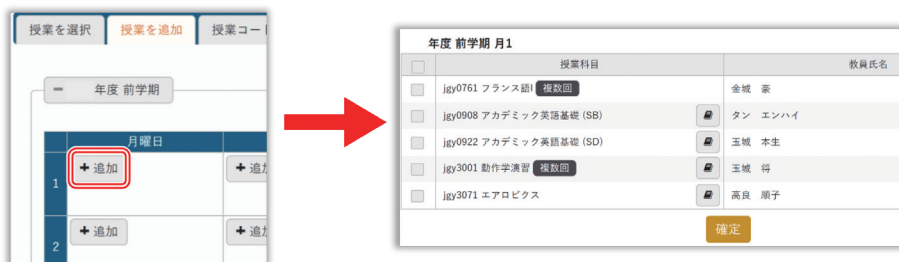 授業を選択 授業を追加 授業コード
年度 前学期
月曜日
1 +追加 +追加
2 +追加 +追加
年度 前学期 月1
授業科目 教員氏名
jgy0761 フランス語I 複数回 金城 豪
jgy0908 アカデミック英語基礎 (SB) タン エンハイ
jgy0922 アカデミック英語基礎 (SD) 玉城 本生
jgy3001 動作学演習 複数回 玉城 将
jgy3071 エアロビクス 高良 順子
確定